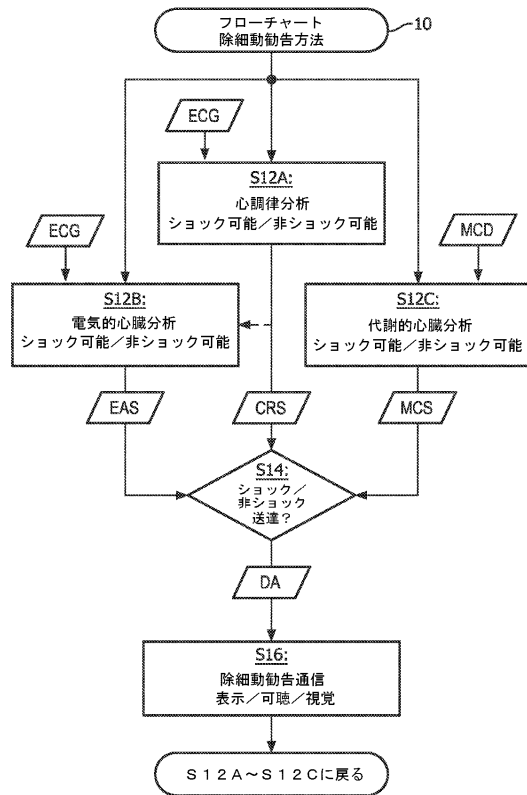 フローチャート
除細動勧告方法
10
ECG
S12A:
心調律分析
ショック可能／非ショック可能
ECG
MCD
S12B:
電気的心臓分析
ショック可能／非ショック可能
S12C:
代謝的心臓分析
ショック可能／非ショック可能
EAS
CRS
MCS
S14:
ショック／
非ショック
送達？
DA
S16:
除細動勧告通信
表示／可聴／視覚
Ｓ１２Ａ～Ｓ１２Ｃに戻る